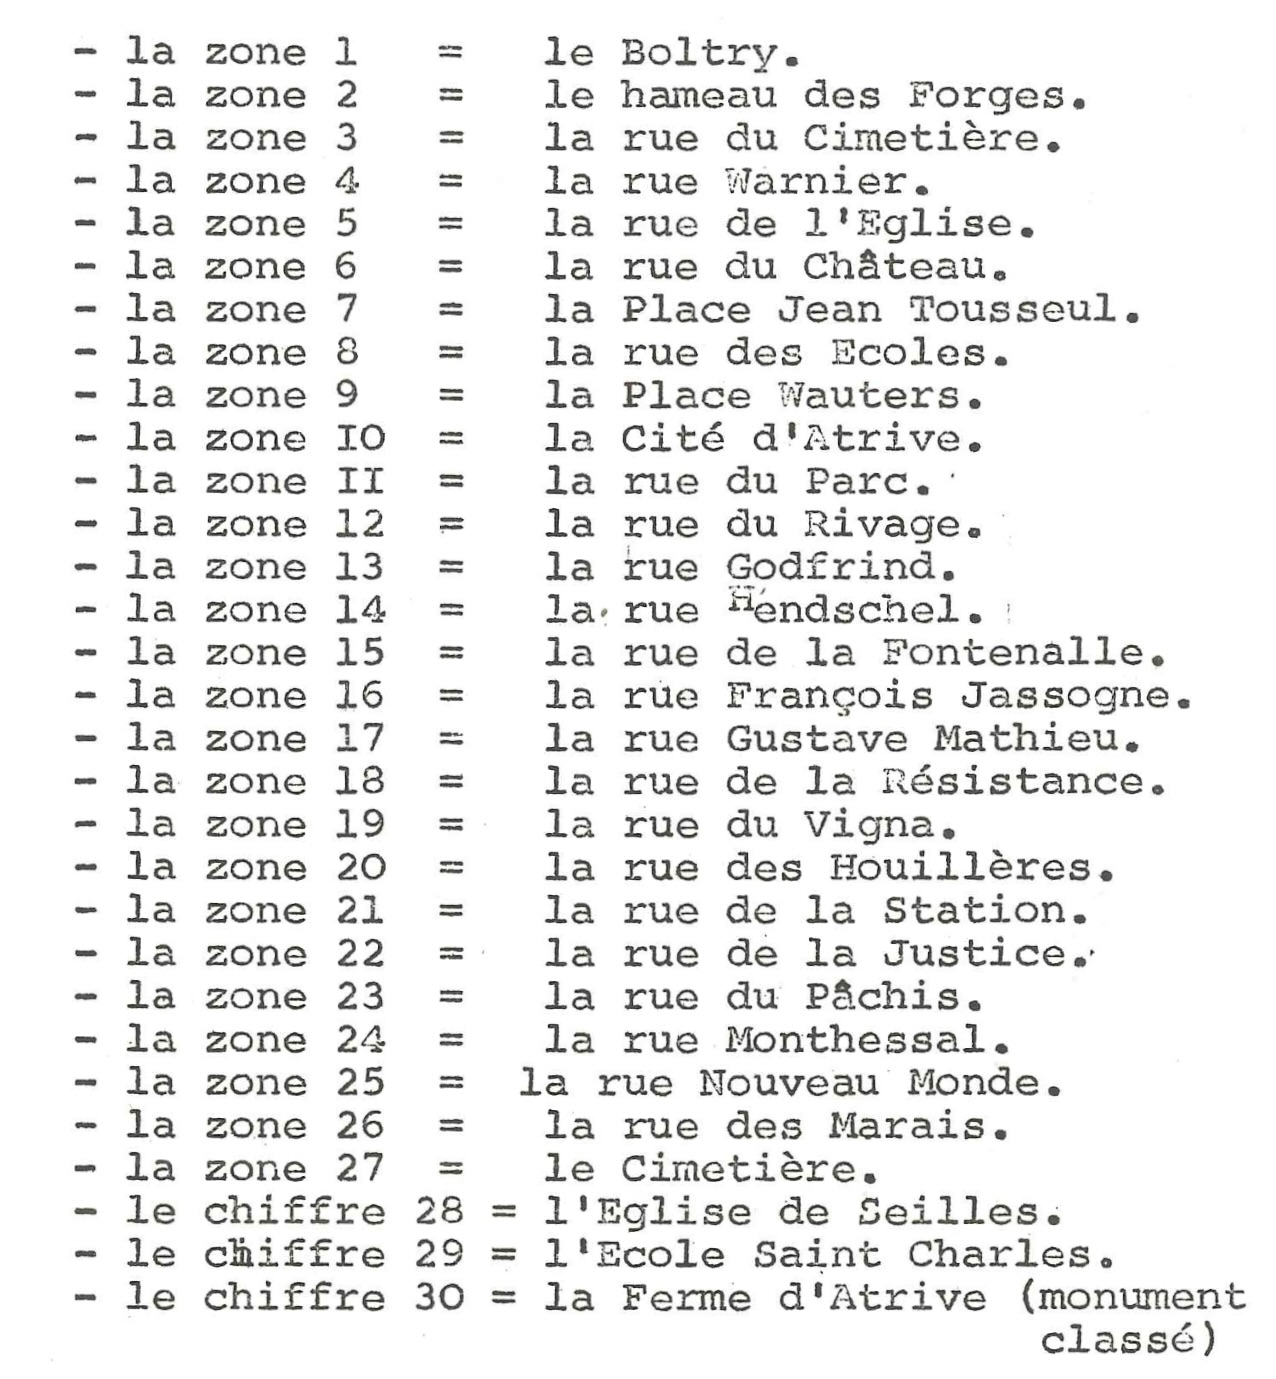 - la zone 1 = le Boltry.
- la zone 2 = le hameau des Forges.
- la zone 3 = la rue du Cimetière.
- la zone 4 = la rue Warnier.
- la zone 5 = la rue de l'Eglise.
- la zone 6 = la rue du Château.
- la zone 7 = la Place Jean Tousseul.
- la zone 8 = la rue des Ecoles.
- la zone 9 = la Place Wauters.
- la zone IO = la Cité d'Atrive.
- la zone II = la rue du Parc.
- la zone 12 = la rue du Rivage.
- la zone 13 = la rue Godfrind.
- la zone 14 = la rue Hendschel.
- la zone 15 = la rue de la Fontenalle.
- la zone 16 = la rue François Jassogne.
- la zone 17 = la rue Gustave Mathieu.
- la zone 18 = la rue de la Résistance.
- la zone 19 = la rue du Vigna.
- la zone 20 = la rue des Houillères.
- la zone 21 = la rue de la Station.
- la zone 22 = la rue de la Justice.
- la zone 23 = la rue du Pâchis.
- la zone 24 = la rue Monthessal.
- la zone 25 = la rue Nouveau Monde.
- la zone 26 = la rue des Marais.
- la zone 27 = le Cimetière.
- le chiffre 28 = l'Eglise de Seilles.
- le chiffre 29 = l'Ecole Saint Charles.
- le chiffre 30 = la Ferme d'Atrive (monument
classé)